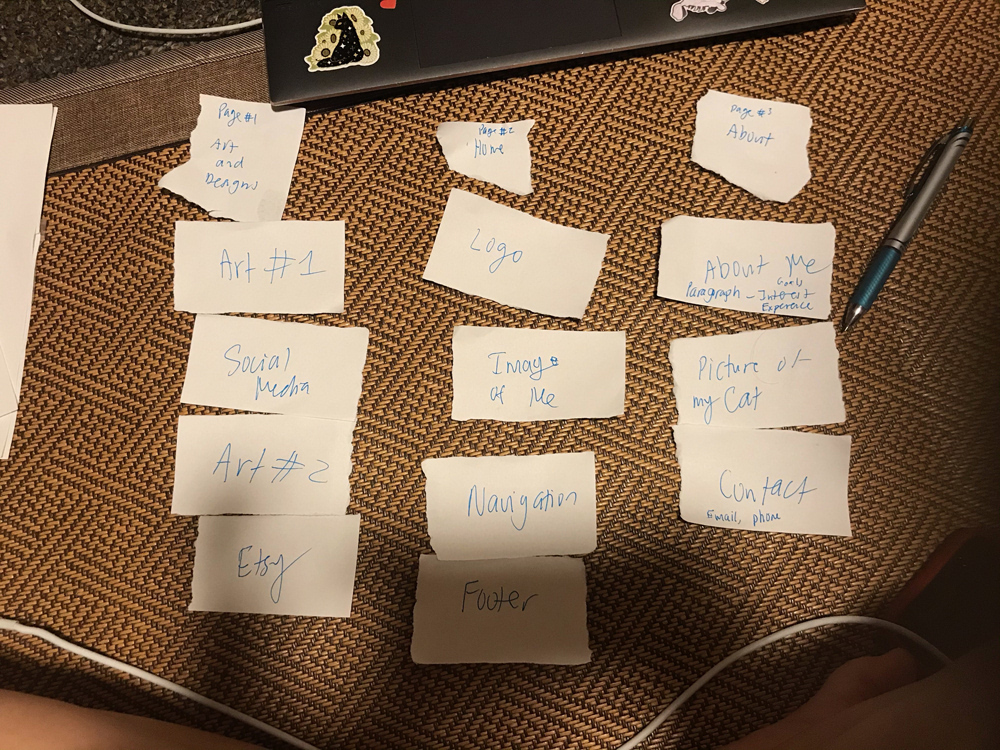 Page #1
Art
and
Designs
Art #1
Social
Media
Art #2
Etsy
Page #2
Home
Logo
Image
of Me
Navigation
Footer
Page #3
About
About Me
Goals
Paragraph - Interest
Experience
Picture of
my Cat
Contact
Email, phone